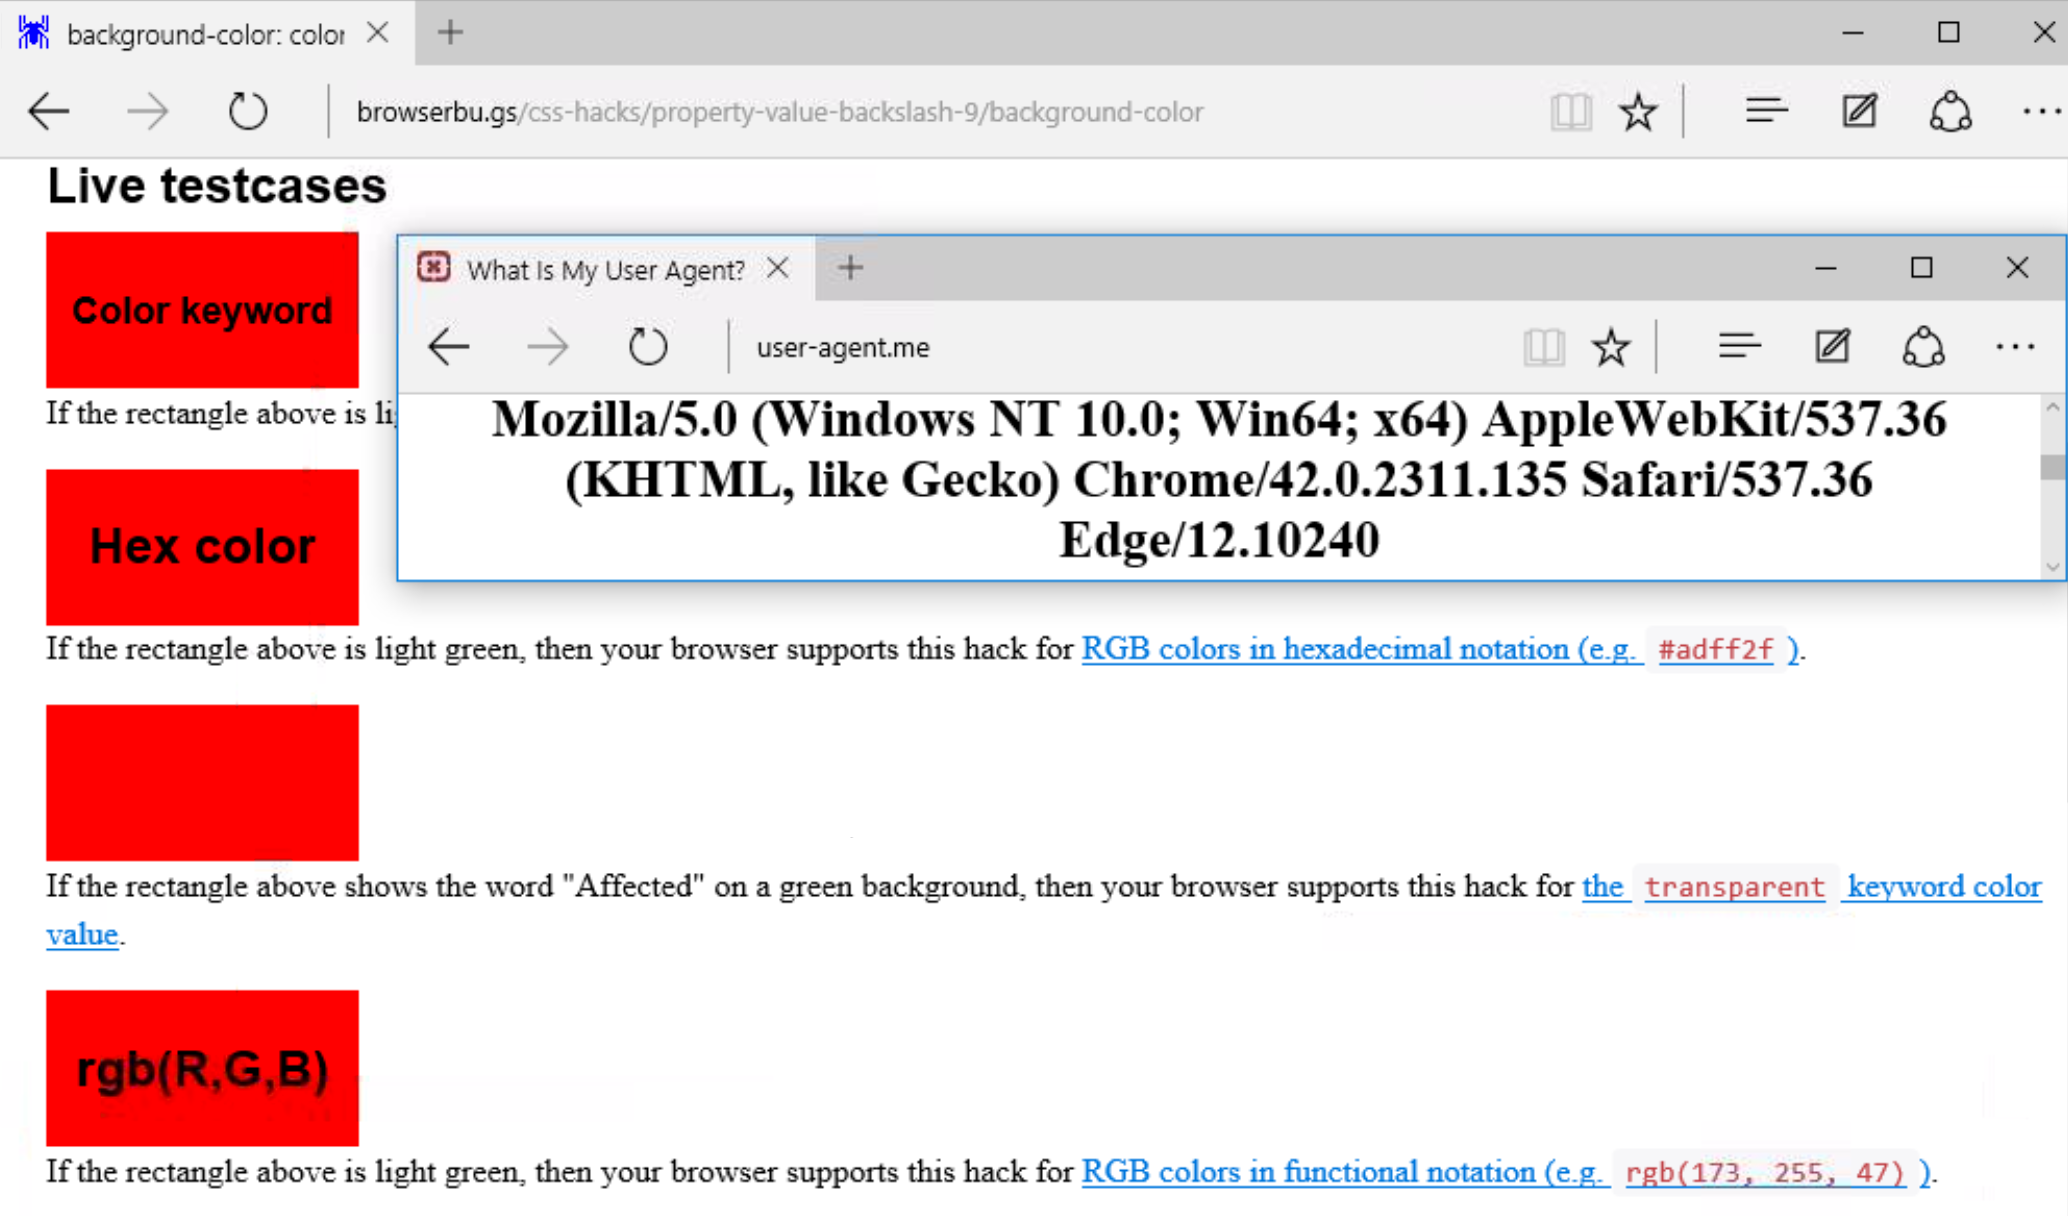 background-color: color
browserbu.gs/css-hacks/property-value-backslash-9/background-color
Live testcases
Color keyword
If the rectangle above is
What Is My User Agent?
user-agent.me
Mozilla/5.0 (Windows NT 10.0; Win64; x64) AppleWebKit/537.36
(KHTML, like Gecko) Chrome/42.0.2311.135 Safari/537.36
Edge/12.10240
Hex color
If the rectangle above is light green, then your browser supports this hack for RGB colors in hexadecimal notation (e.g. #adff2f ).
If the rectangle above shows the word "Affected" on a green background, then your browser supports this hack for the transparent keyword color
value.
rgb(R,G,B)
If the rectangle above is light green, then your browser supports this hack for RGB colors in functional notation (e.g. rgb(173, 255, 47) ).